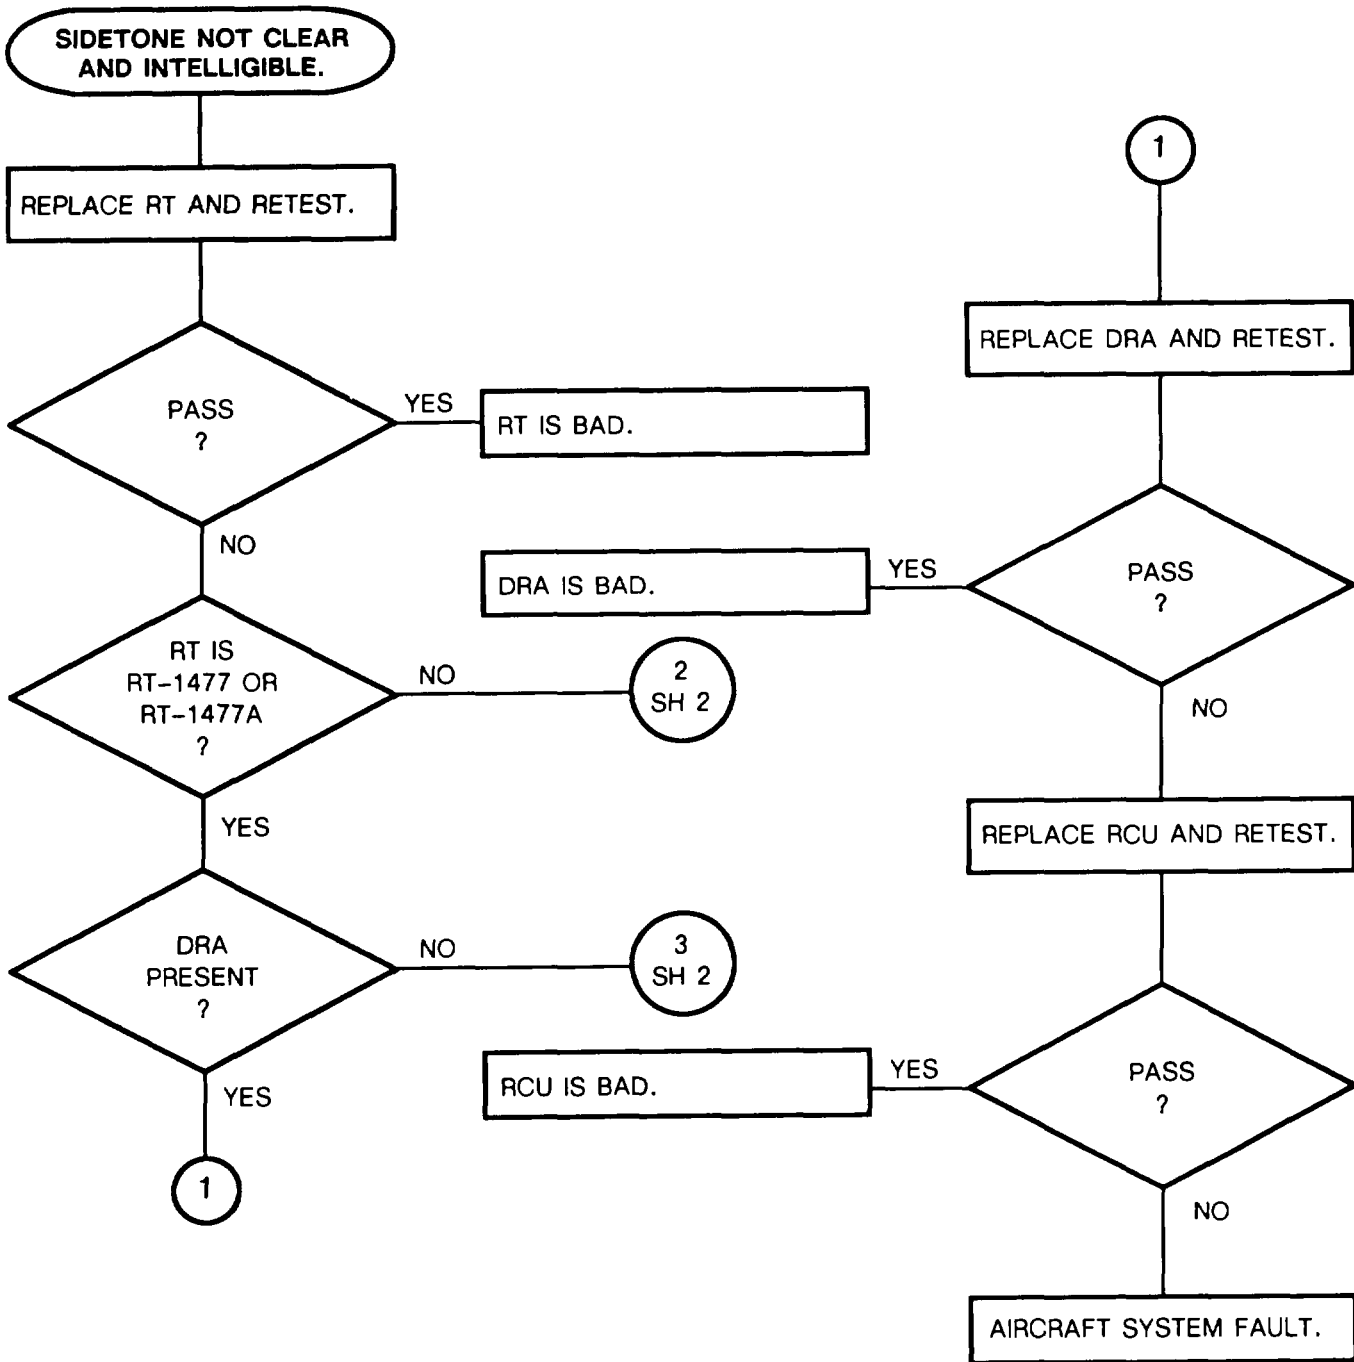 SIDETONE NOT CLEAR
AND INTELLIGIBLE.
REPLACE RT AND RETEST.
PASS
?
YES
RT IS BAD.
NO
RT IS
RT-1477 OR
RT-1477A
?
NO
2
SH 2
YES
DRA
PRESENT
?
NO
3
SH 2
YES
1
1
REPLACE DRA AND RETEST.
PASS
?
YES
DRA IS BAD.
NO
REPLACE RCU AND RETEST.
PASS
?
YES
RCU IS BAD.
NO
AIRCRAFT SYSTEM FAULT.